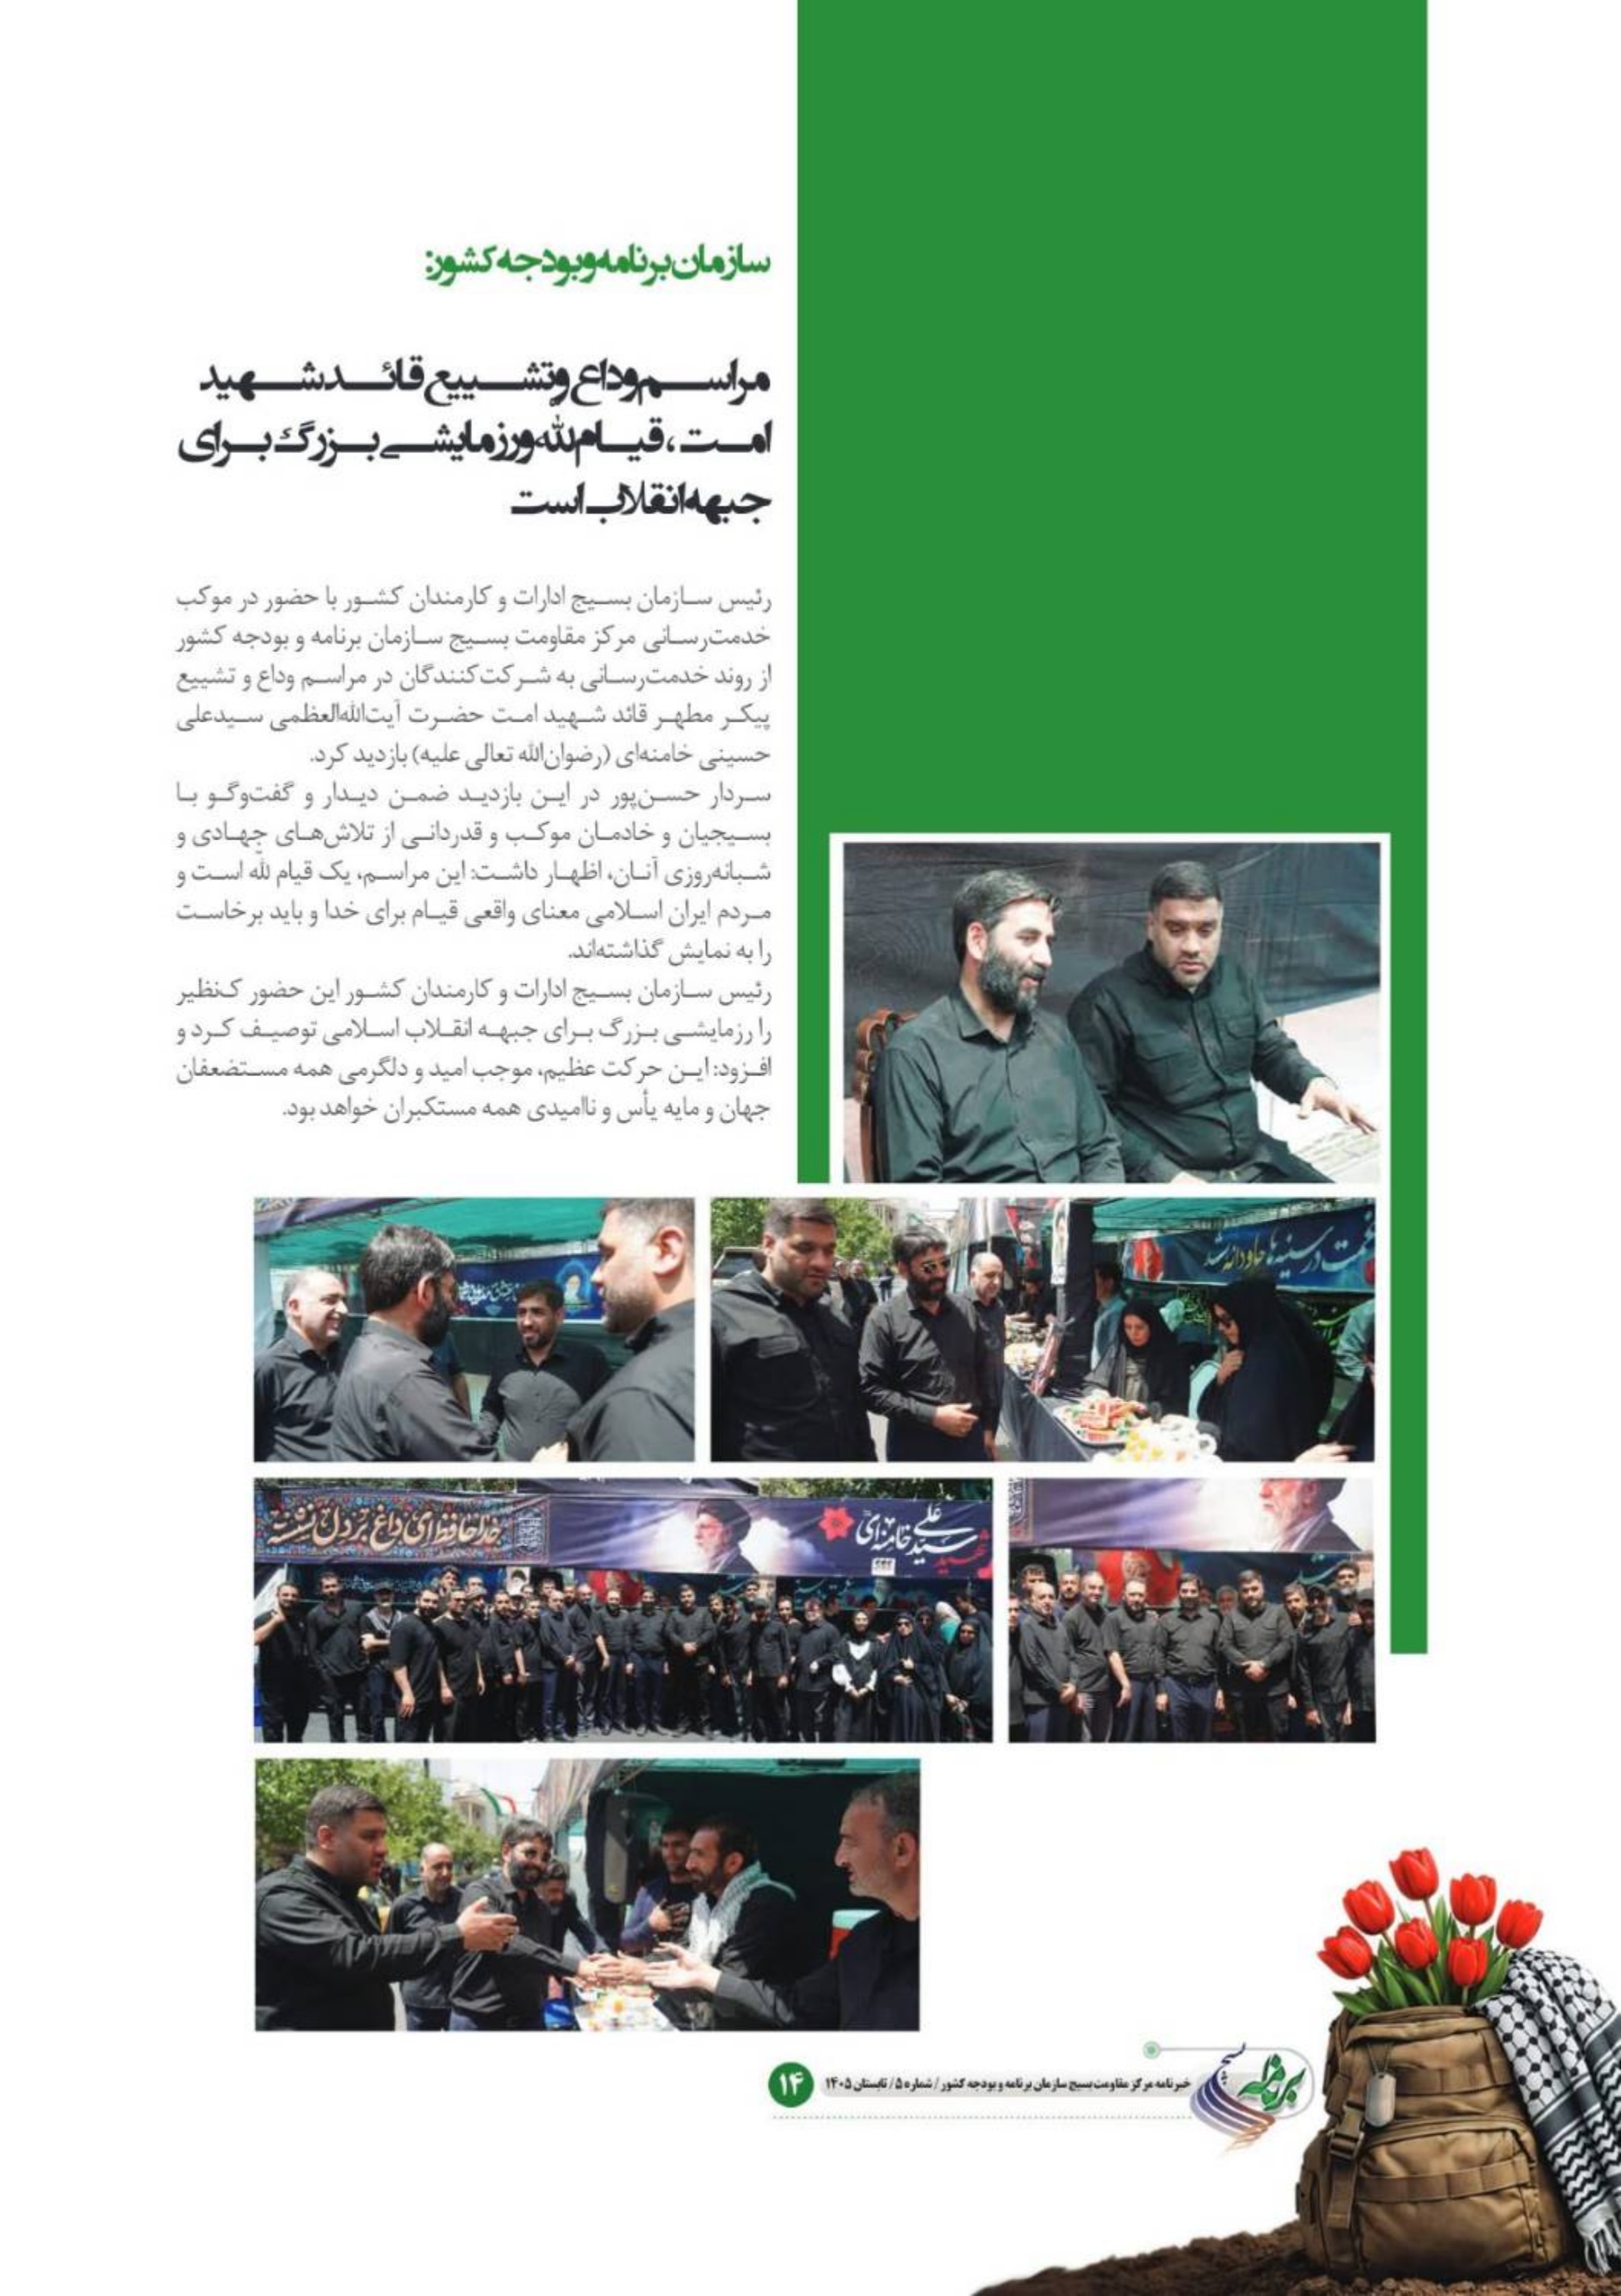 سازمان برنامه و بودجه کشور:
مراسم وداع و تشییع قائد شهید
امت، قیام لله و رزمایشی بزرگ برای
جبهه انقلاب است
رئیس سازمان بسیج ادارات و کارمندان کشور با حضور در موکب
خدمت‌رسانی مرکز مقاومت بسیج سازمان برنامه و بودجه کشور
از روند خدمت‌رسانی به شرکت‌کنندگان در مراسم وداع و تشییع
پیکر مطهر قائد شهید امت حضرت آیت‌الله‌العظمی سیدعلی
حسینی خامنه‌ای (رضوان‌الله تعالی علیه) بازدید کرد.
سردار حسن‌پور در این بازدید ضمن دیدار و گفت‌وگو با
بسیجیان و خادمان موکب و قدردانی از تلاش‌های جهادی و
شبانه‌روزی آنان، اظهار داشت: این مراسم، یک قیام لله است و
مردم ایران اسلامی معنای واقعی قیام برای خدا و باید برخاست
را به نمایش گذاشته‌اند.
رئیس سازمان بسیج ادارات و کارمندان کشور این حضور کم‌نظیر
را رزمایشی بزرگ برای جبهه انقلاب اسلامی توصیف کرد و
افزود: این حرکت عظیم، موجب امید و دلگرمی همه مستضعفان
جهان و مایه یأس و ناامیدی همه مستکبران خواهد بود.
خدا حافظ ای داغ بر دل نشسته
شهید سید علی خامنه‌ای
برنامه بسیج
خبرنامه مرکز مقاومت بسیج سازمان برنامه و بودجه کشور / شماره ۵ / تابستان ۱۴۰۵
۱۴